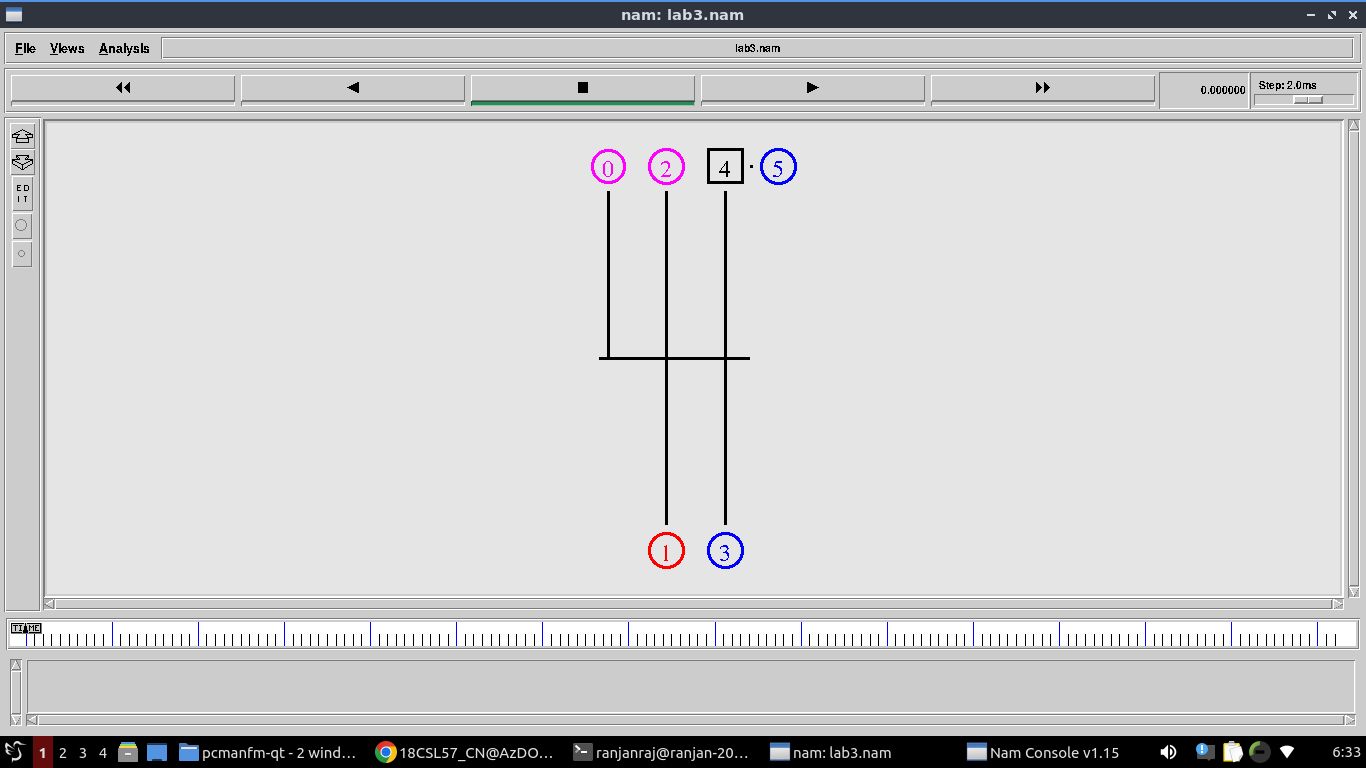 nam: lab3.nam
File Views Analysis lab3.nam
0.000000 Step: 2.0ms
ED
IT
0 2 4 5
1 3
TIME
1 2 3 4 pcmanfm-qt - 2 wind... 18CSL57_CN@AzDO... ranjanraj@ranjan-20... nam: lab3.nam Nam Console v1.15 6:33